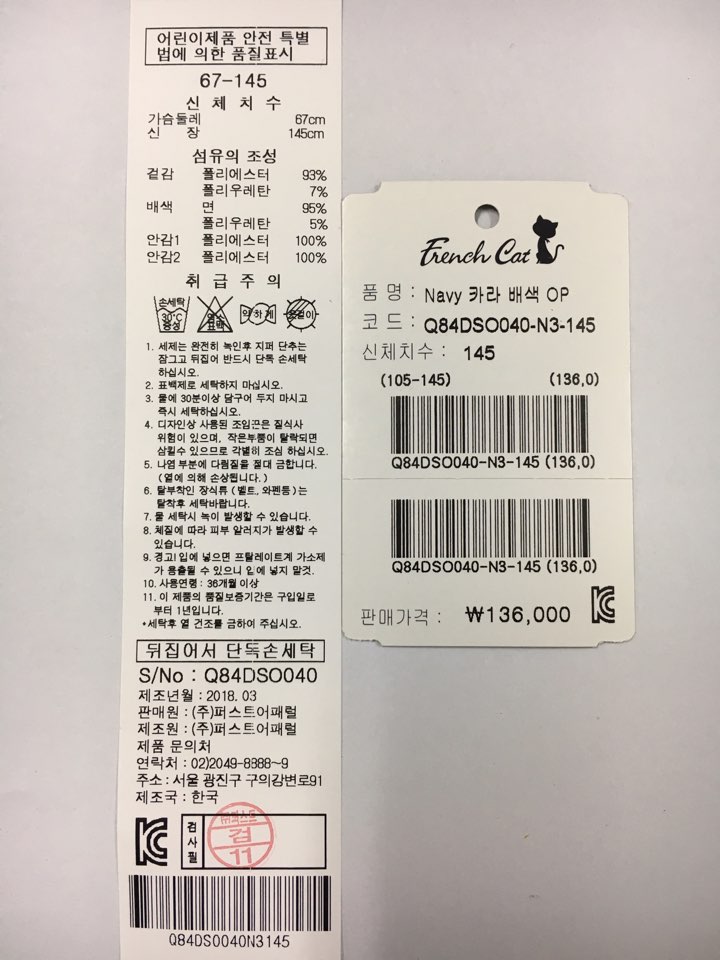 어린이제품 안전 특별
법에 의한 품질표시
67-145
신 체 치 수
가슴둘레 67cm
신 장 145cm
섬유의 조성
겉감 폴리에스터 93%
폴리우레탄 7%
배색 면 95%
폴리우레탄 5%
안감1 폴리에스터 100%
안감2 폴리에스터 100%
취 급 주 의
손세탁 30°C 중성 염소 표백 약하게 옷걸이
1. 세제는 완전히 녹인후 지퍼 단추는
잠그고 뒤집어 반드시 단독 손세탁
하십시오.
2. 표백제로 세탁하지 마십시오.
3. 물에 30분이상 담구어 두지 마시고
즉시 세탁하십시오.
4. 디자인상 사용된 조임끈은 질식사
위험이 있으며, 작은부품이 탈락되면
삼킬수 있으므로 각별히 조심 하십시오.
5. 나염 부분에 다림질을 절대 금합니다.
(열에 의해 손상됩니다.)
6. 탈부착인 장식류 (벨트, 와펜등)는
탈착후 세탁바랍니다.
7. 물 세탁시 녹이 발생할 수 있습니다.
8. 체질에 따라 피부 알러지가 발생할 수
있습니다.
9. 경고! 입에 넣으면 프탈레이트계 가소제
가 용출될 수 있으니 입에 넣지 말것.
10. 사용연령 : 36개월 이상
11. 이 제품의 품질보증기간은 구입일로
부터 1년입니다.
*세탁후 열 건조를 금하여 주십시오.
뒤집어서 단독손세탁
S/No : Q84DSO040
제조년월 : 2018. 03
판매원 : (주)퍼스트어패럴
제조원 : (주)퍼스트어패럴
제품 문의처
연락처 : 02)2049-8888~9
주소 : 서울 광진구 구의강변로91
제조국 : 한국
검사필
검
11
Q84DSO040N3145
French Cat
품 명 : Navy 카라 배색 OP
코 드 : Q84DSO040-N3-145
신체치수 : 145
(105-145) (136,0)
Q84DSO040-N3-145 (136,0)
Q84DSO040-N3-145 (136,0)
판매가격 : ₩136,000